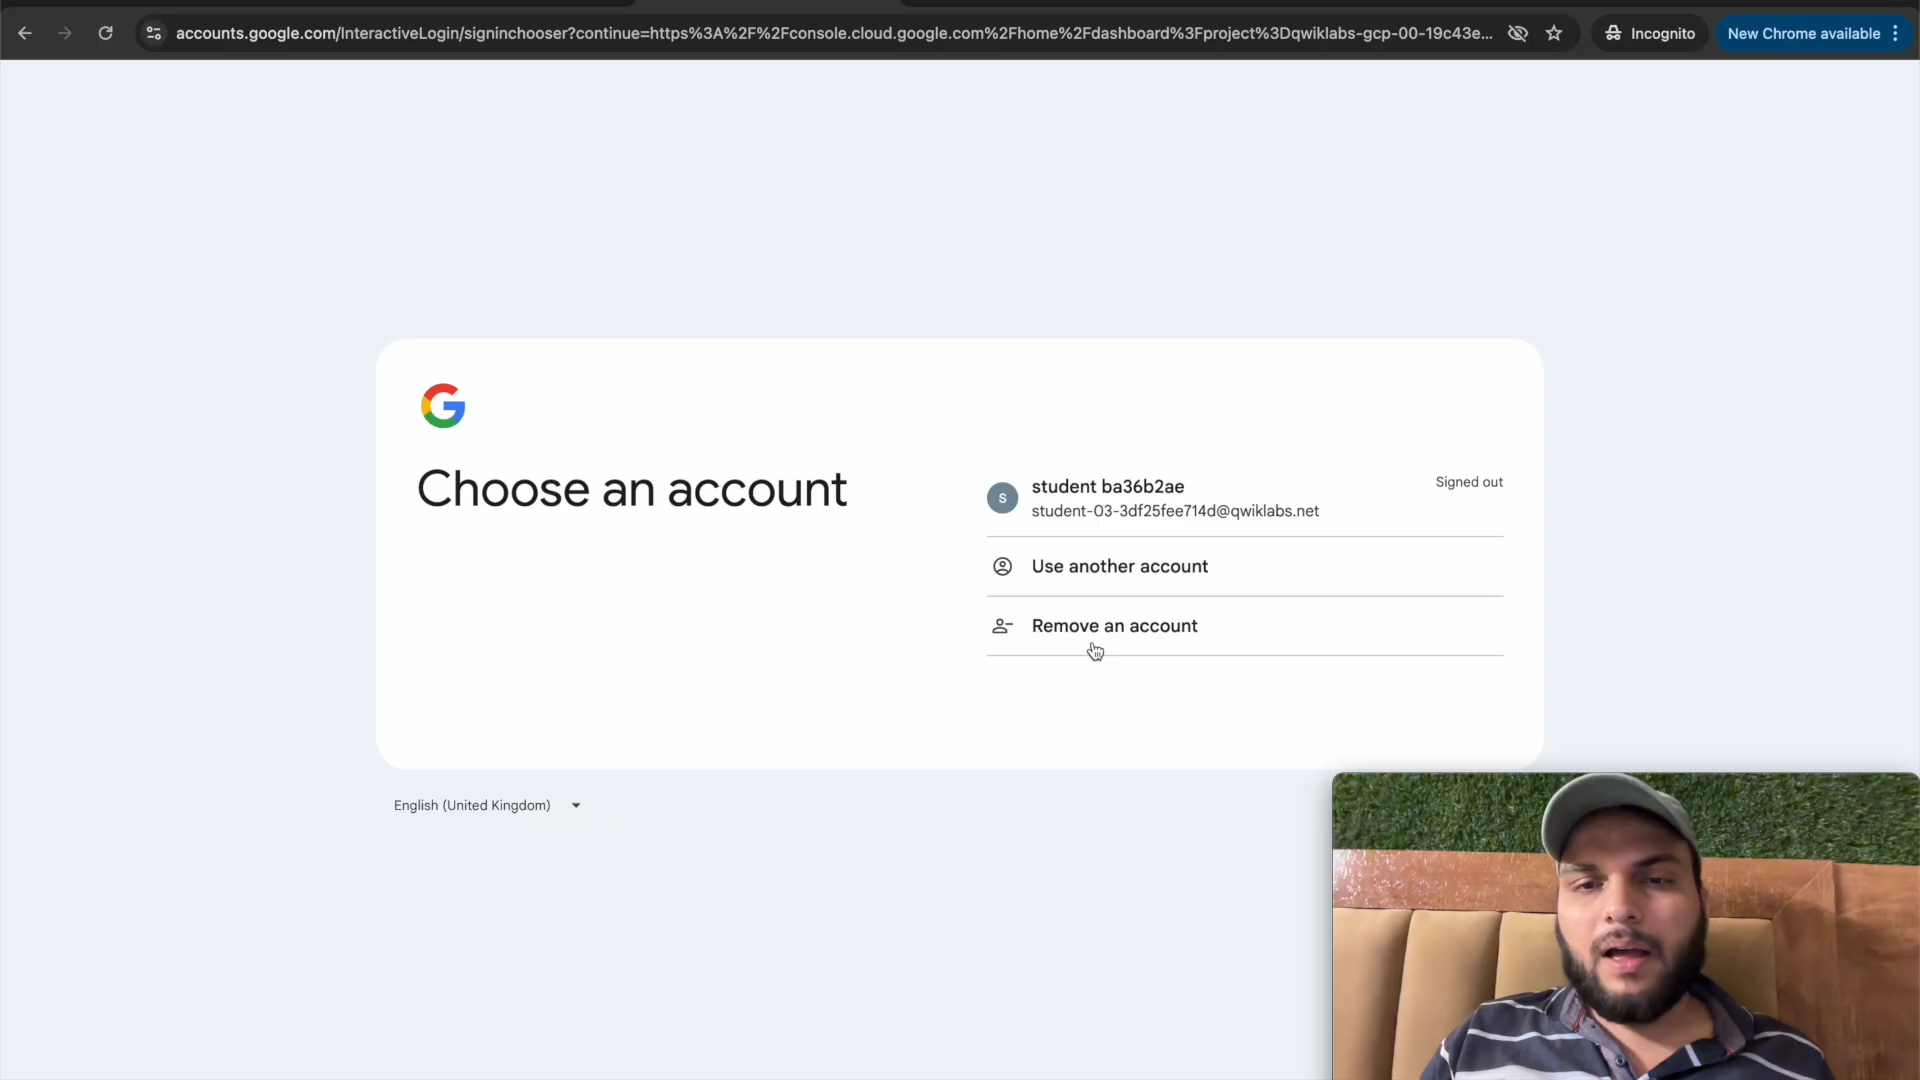 accounts.google.com/InteractiveLogin/signinchooser?continue=https%3A%2F%2Fconsole.cloud.google.com%2Fhome%2Fdashboard%3Fproject%3Dqwiklabs-gcp-00-19c43e...
Incognito
New Chrome available
Choose an account
S
student ba36b2ae
Signed out
student-03-3df25fee714d@qwiklabs.net
Use another account
Remove an account
English (United Kingdom)